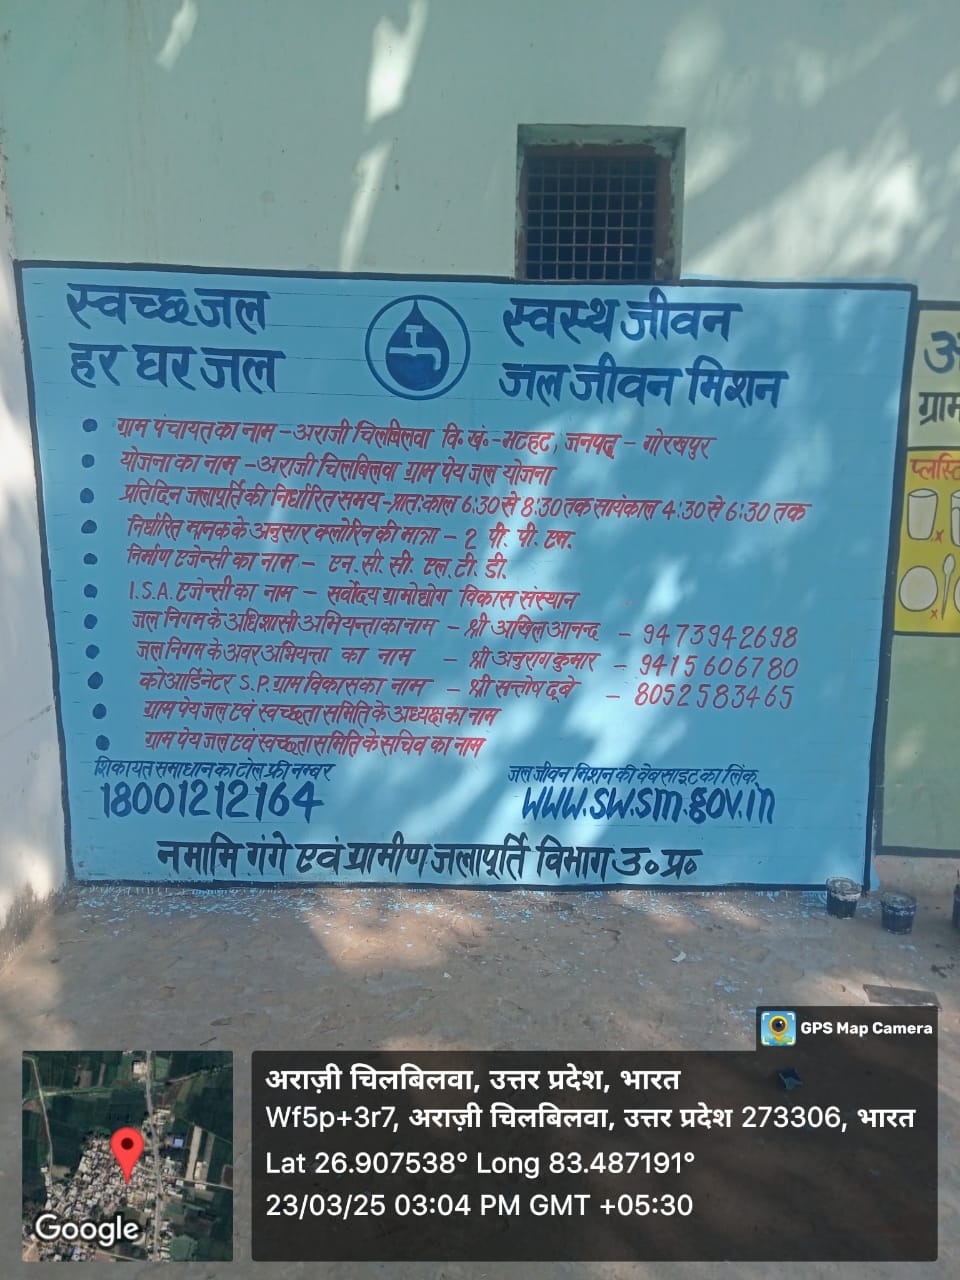 स्वच्छ जल
हर घर जल
स्वस्थ जीवन
जल जीवन मिशन
ग्राम पंचायत का नाम – अराजी चिलबिलवा वि॰ खं॰ - भटहट, जनपद – गोरखपुर
योजना का नाम – अराजी चिलबिलवा ग्राम पेय जल योजना
प्रतिदिन जलापूर्ति की निर्धारित समय – प्रात:काल 6:30 से 8:30 तक सायंकाल 4:30 से 6:30 तक
निर्धारित मानक के अनुसार क्लोरिन की मात्रा – 2 पी. पी. एम.
निर्माण एजेन्सी का नाम – एन. सी. सी. एल. टी. डी.
I.S.A. एजेन्सी का नाम – सर्वोदय ग्रामोद्योग विकास संस्थान
जल निगम के अधिशासी अभियन्ता का नाम – श्री अखिल आनन्द – 9473942698
जल निगम के अवर अभियन्ता का नाम – श्री अनुराग कुमार – 9415606780
कोआर्डिनेटर S.P. ग्राम विकास का नाम – श्री सन्तोष दूबे – 8052583465
ग्राम पेय जल एवं स्वच्छता समिति के अध्यक्ष का नाम
ग्राम पेय जल एवं स्वच्छता समिति के सचिव का नाम
शिकायत समाधान का टोल फ्री नम्बर
18001212164
जल जीवन मिशन की वेबसाइट का लिंक
www.swsm.gov.in
नमामि गंगे एवं ग्रामीण जलापूर्ति विभाग उ॰ प्र॰
ग्राम
GPS Map Camera
अराज़ी चिलबिलवा, उत्तर प्रदेश, भारत
Wf5p+3r7, अराज़ी चिलबिलवा, उत्तर प्रदेश 273306, भारत
Lat 26.907538° Long 83.487191°
23/03/25 03:04 PM GMT +05:30
Google